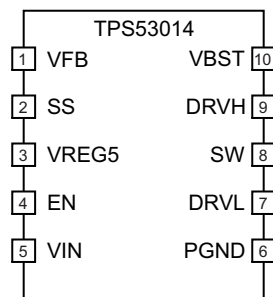 TPS53014
1 VFB VBST 10
2 SS DRVH 9
3 VREG5 SW 8
4 EN DRVL 7
5 VIN PGND 6